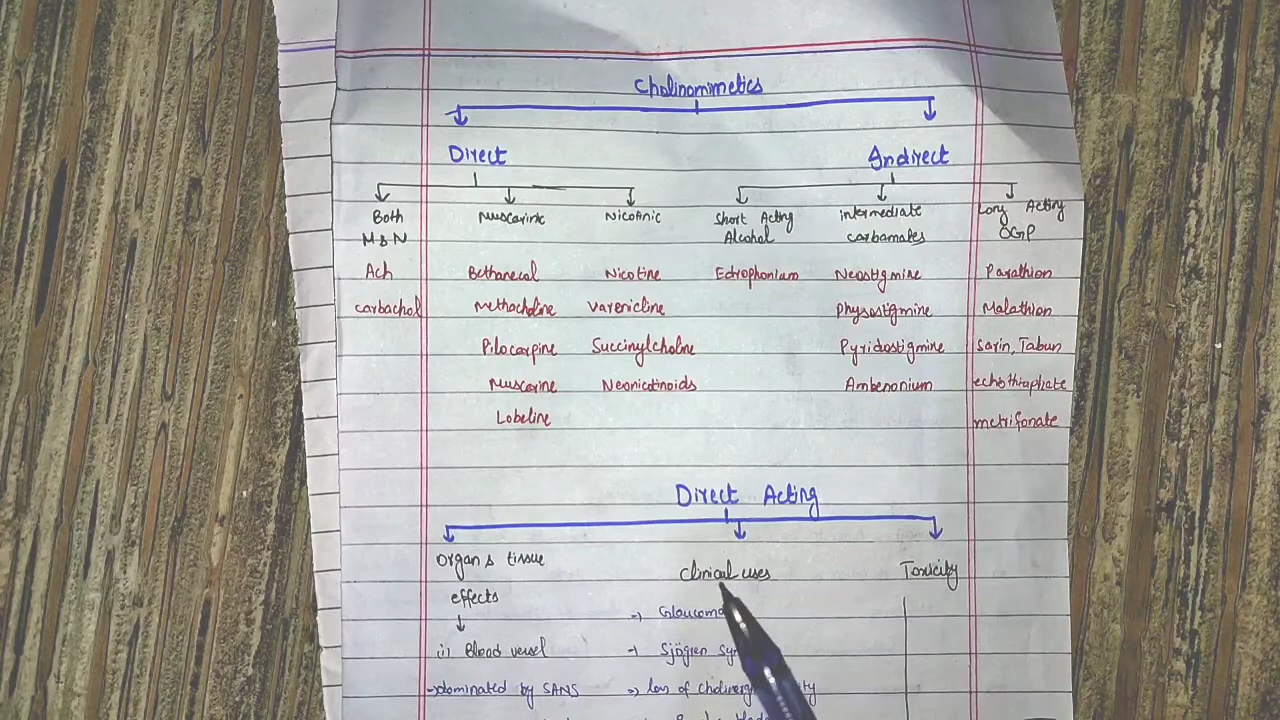 Cholinomimetics
Direct Indirect
Both Muscarinic Nicotinic Short Acting intermediate Long Acting
M & N Alcohol carbamates OGP
Ach Bethanecol Nicotine Edrophonium Neostigmine Parathion
carbachol Methacholine varenicline Physostigmine Malathion
Pilocarpine Succinylcholine Pyridostigmine Sarin, Tabun
Muscarine Neonicotinoids Ambenonium echothiophate
Lobeline metrifonate
Direct Acting
organ & tissue Clinical uses Toxicity
effects
→ Glaucoma
(i) Blood vessel → Sjögren
→dominated by SANS → loss of